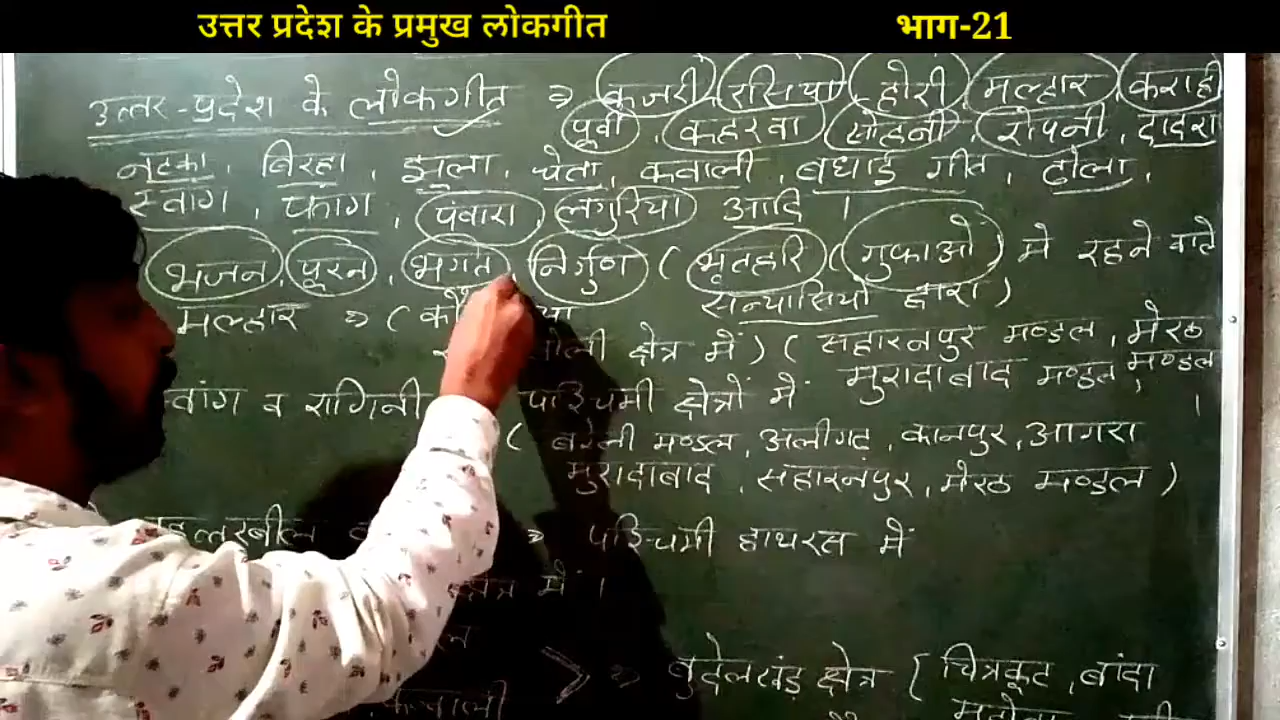 उत्तर प्रदेश के प्रमुख लोकगीत भाग-21
उत्तर-प्रदेश के लोकगीत ⇒ कजरी, रसिया, होरी, मल्हार, कराही
पूर्वी, कहरवा, सोहनी, रोपनी, दादरा
नटका, बिरहा, झूला, चेता, कवाली, बधाई गीत, ढोला,
स्वांग, फाग, पंवारा, लंगुरिया आदि ।
भजन, पूरन, भगत, निर्गुण ( भृतहरि ( गुफाओं ) मे रहने वाले
सन्यासियों द्वारा )
मल्हार ⇒ (
क्षेत्र में ) ( सहारनपुर मण्डल, मेरठ
मुरादाबाद मण्डल, मण्डल ।
वांग व रागिनी पश्चिमी क्षेत्रों में
( बरेली मण्डल, अलीगढ़, कानपुर, आगरा
मुरादाबाद, सहारनपुर, मेरठ मण्डल )
⇒ पश्चिमी हाथरस में
क्षेत्र में ।
⇒ बुंदेलखंड क्षेत्र [ चित्रकूट, बांदा